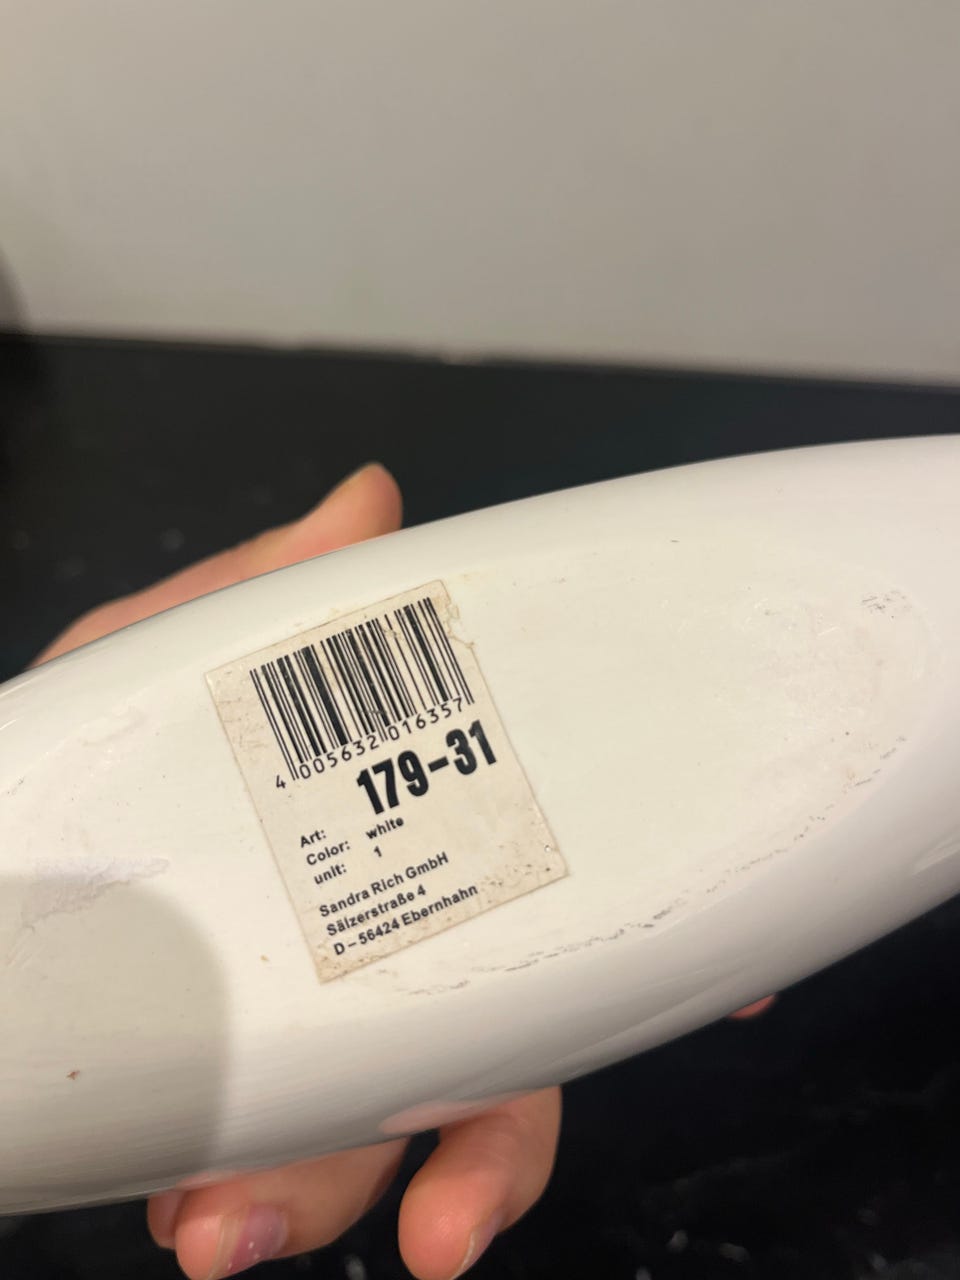 4 005632 016357
179-31
Art:
Color: white
unit: 1
Sandra Rich GmbH
Sälzerstraße 4
D – 56424 Ebernhahn